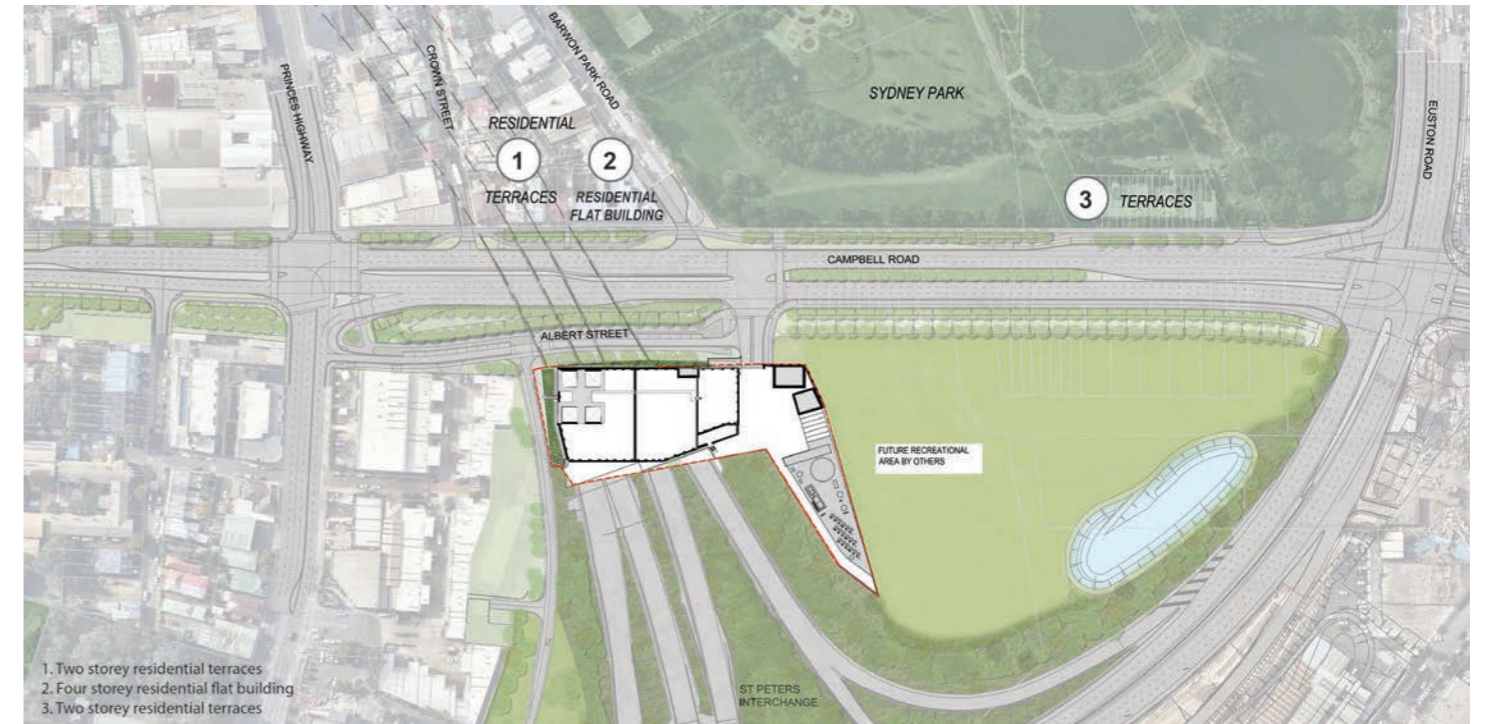 BARWON PARK ROAD
CROWN STREET
PRINCES HIGHWAY
SYDNEY PARK
EUSTON ROAD
RESIDENTIAL
1
2
TERRACES
RESIDENTIAL
FLAT BUILDING
3
TERRACES
CAMPBELL ROAD
ALBERT STREET
FUTURE RECREATIONAL
AREA BY OTHERS
1. Two storey residential terraces
2. Four storey residential flat building
3. Two storey residential terraces
ST PETERS
INTERCHANGE